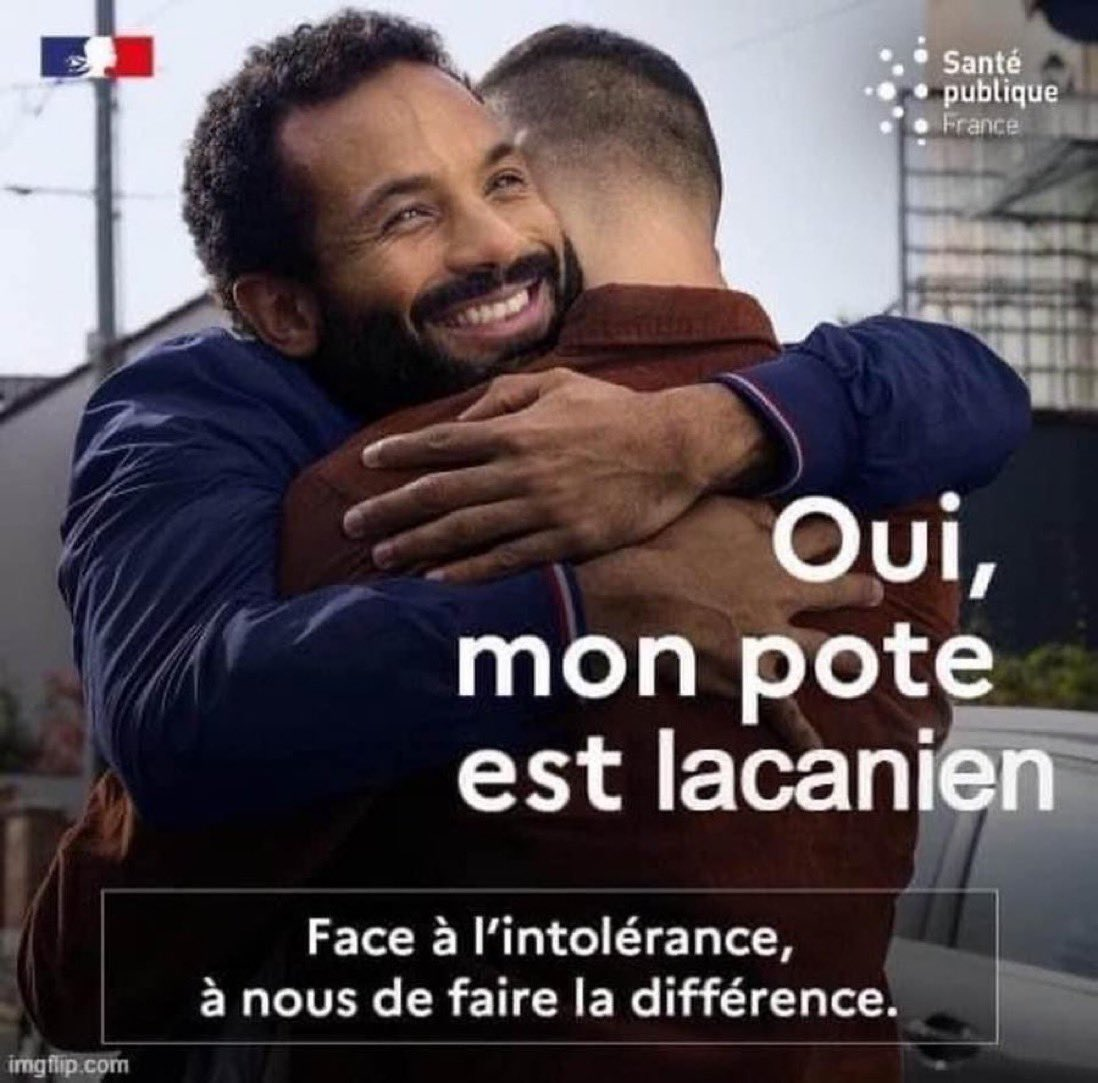 Santé
publique
France
Oui,
mon pote
est lacanien
Face à l'intolérance,
à nous de faire la différence.
imgflip.com